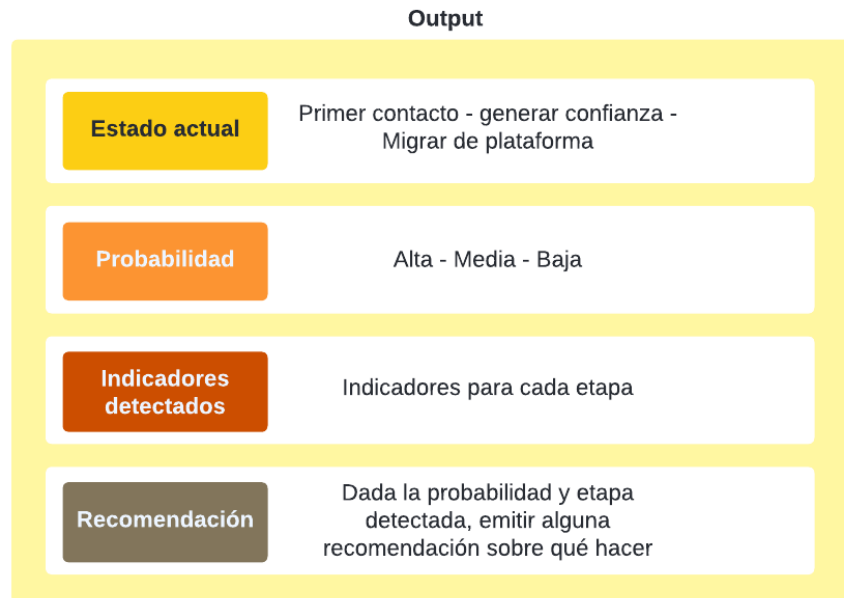 Output
Estado actual
Primer contacto - generar confianza -
Migrar de plataforma
Probabilidad
Alta - Media - Baja
Indicadores
detectados
Indicadores para cada etapa
Recomendación
Dada la probabilidad y etapa
detectada, emitir alguna
recomendación sobre qué hacer